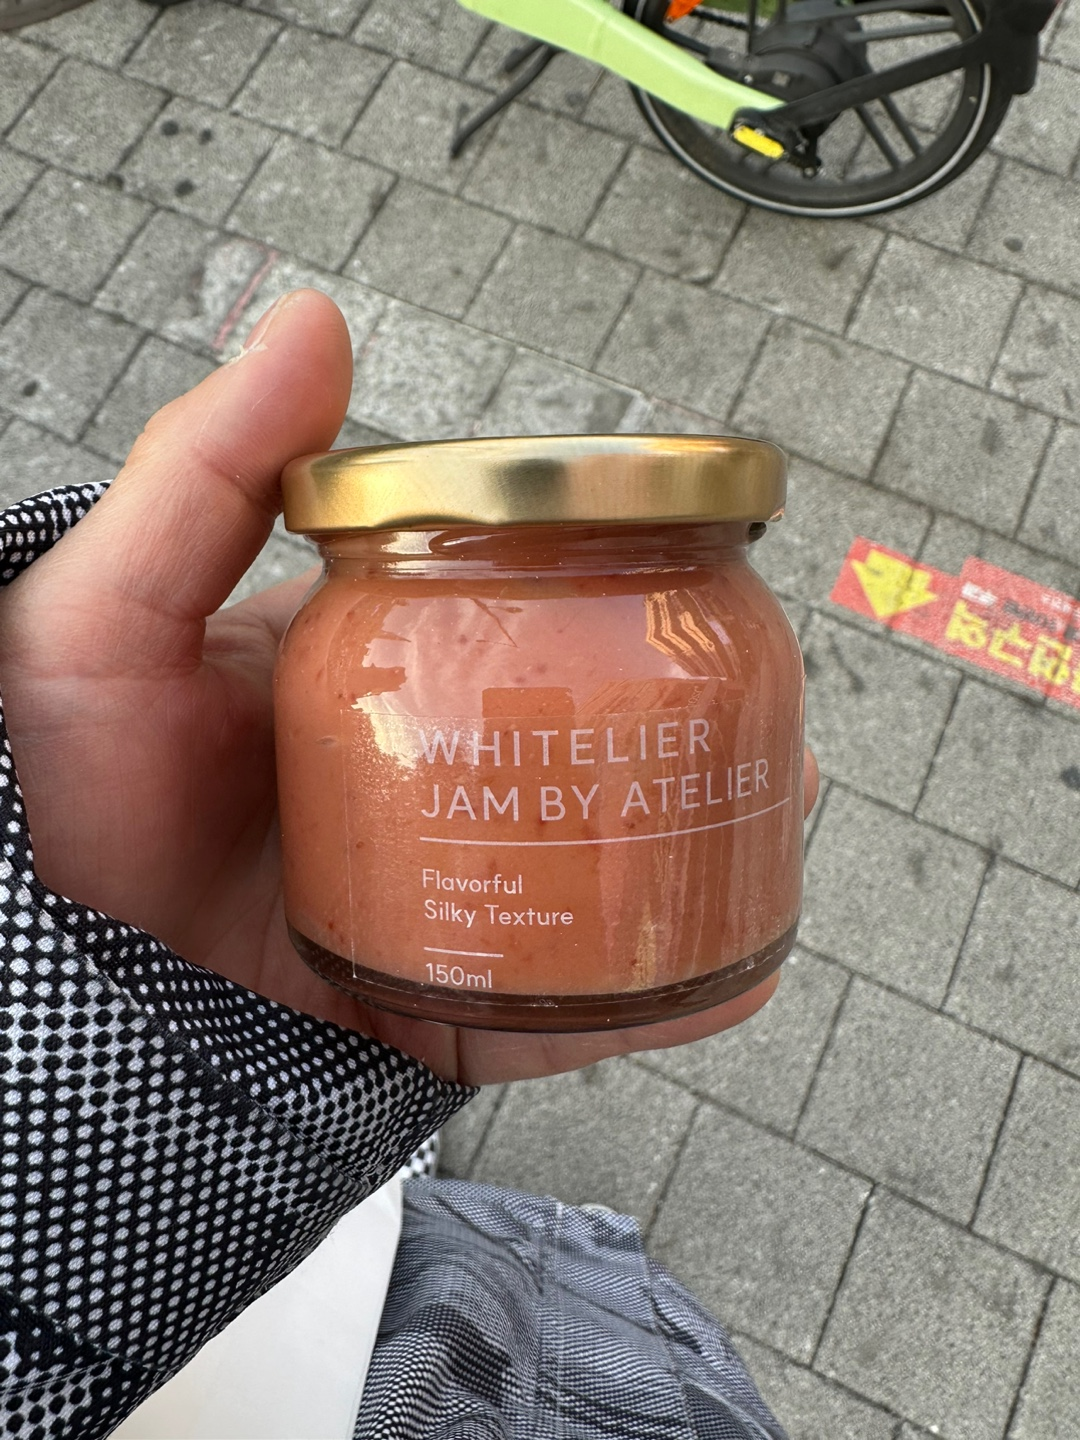 WHITELIER
JAM BY ATELIER
Flavorful
Silky Texture
150ml